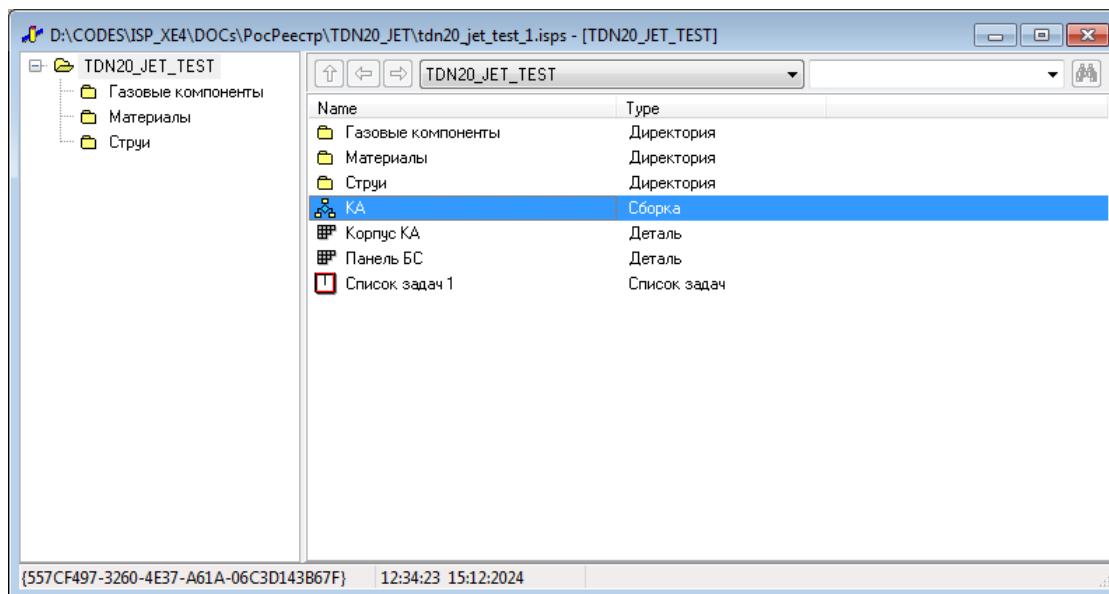 D:\CODES\ISP_XE4\DOCs\РосРеестр\TDN20_JET\tdn20_jet_test_1.isps - [TDN20_JET_TEST]
TDN20_JET_TEST
Газовые компоненты
Материалы
Струи
TDN20_JET_TEST
Name Type
Газовые компоненты Директория
Материалы Директория
Струи Директория
КА Сборка
Корпус КА Деталь
Панель БС Деталь
Список задач 1 Список задач
{557CF497-3260-4E37-A61A-06C3D143B67F} 12:34:23 15:12:2024